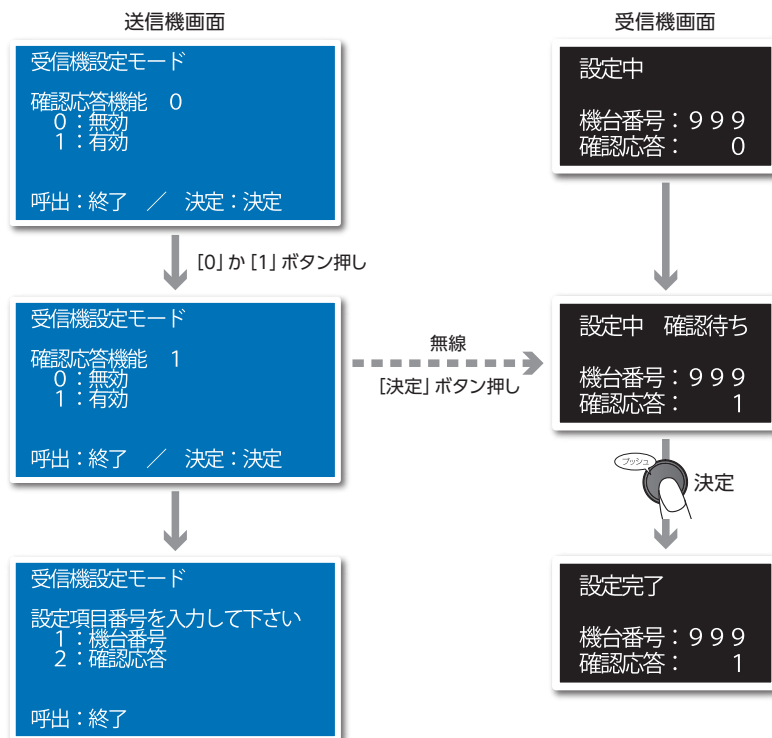 送信機画面
受信機設定モード
確認応答機能　0
0：無効
1：有効
呼出：終了　／　決定：決定
[0] か [1] ボタン押し
受信機設定モード
確認応答機能　1
0：無効
1：有効
呼出：終了　／　決定：決定
無線
[決定] ボタン押し
受信機設定モード
設定項目番号を入力して下さい
1：機台番号
2：確認応答
呼出：終了
受信機画面
設定中
機台番号：９９９
確認応答：　　0
設定中　確認待ち
機台番号：９９９
確認応答：　　1
プッシュ
決定
設定完了
機台番号：９９９
確認応答：　　1